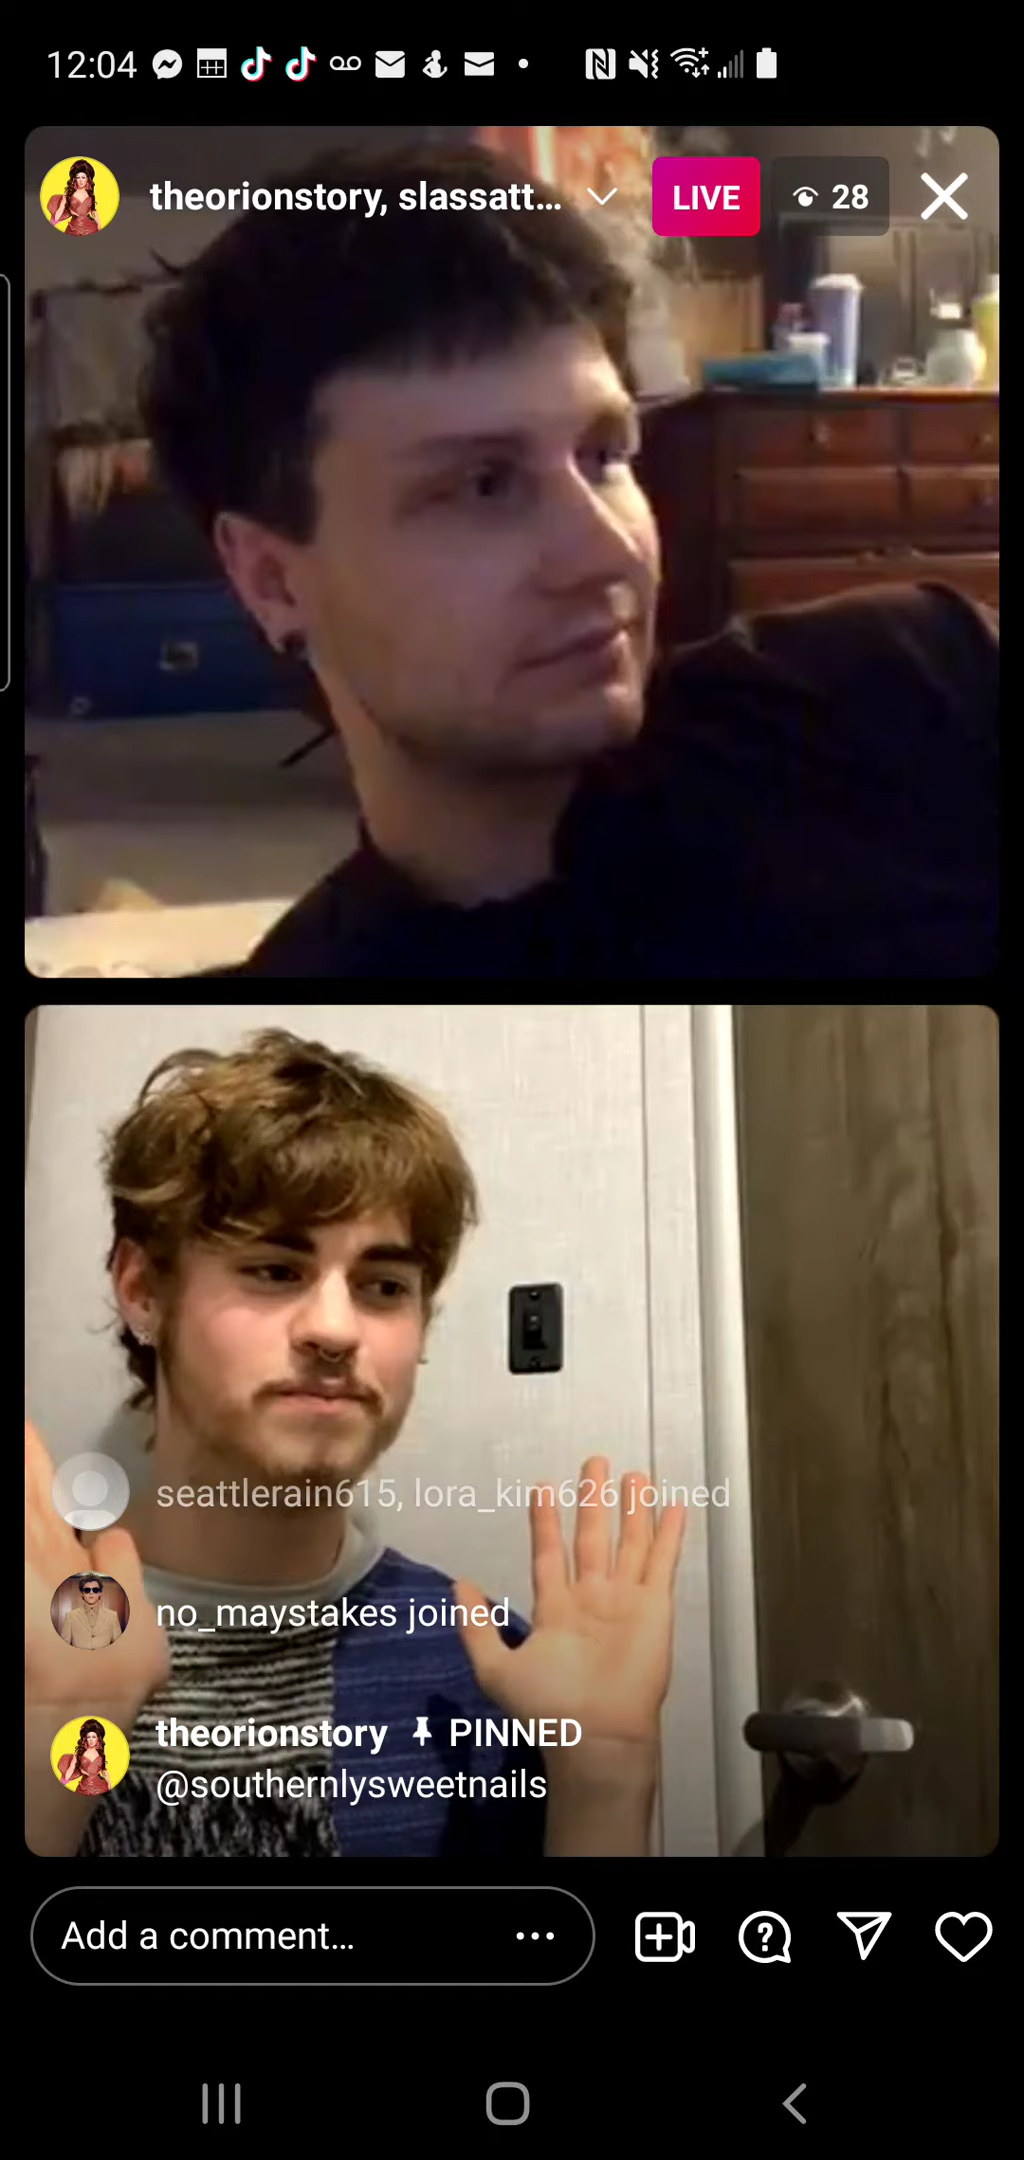 12:04
theorionstory, slassatt... LIVE 28
seattlerain615, lora_kim626 joined
no_maystakes joined
theorionstory PINNED
@southernlysweetnails
Add a comment...